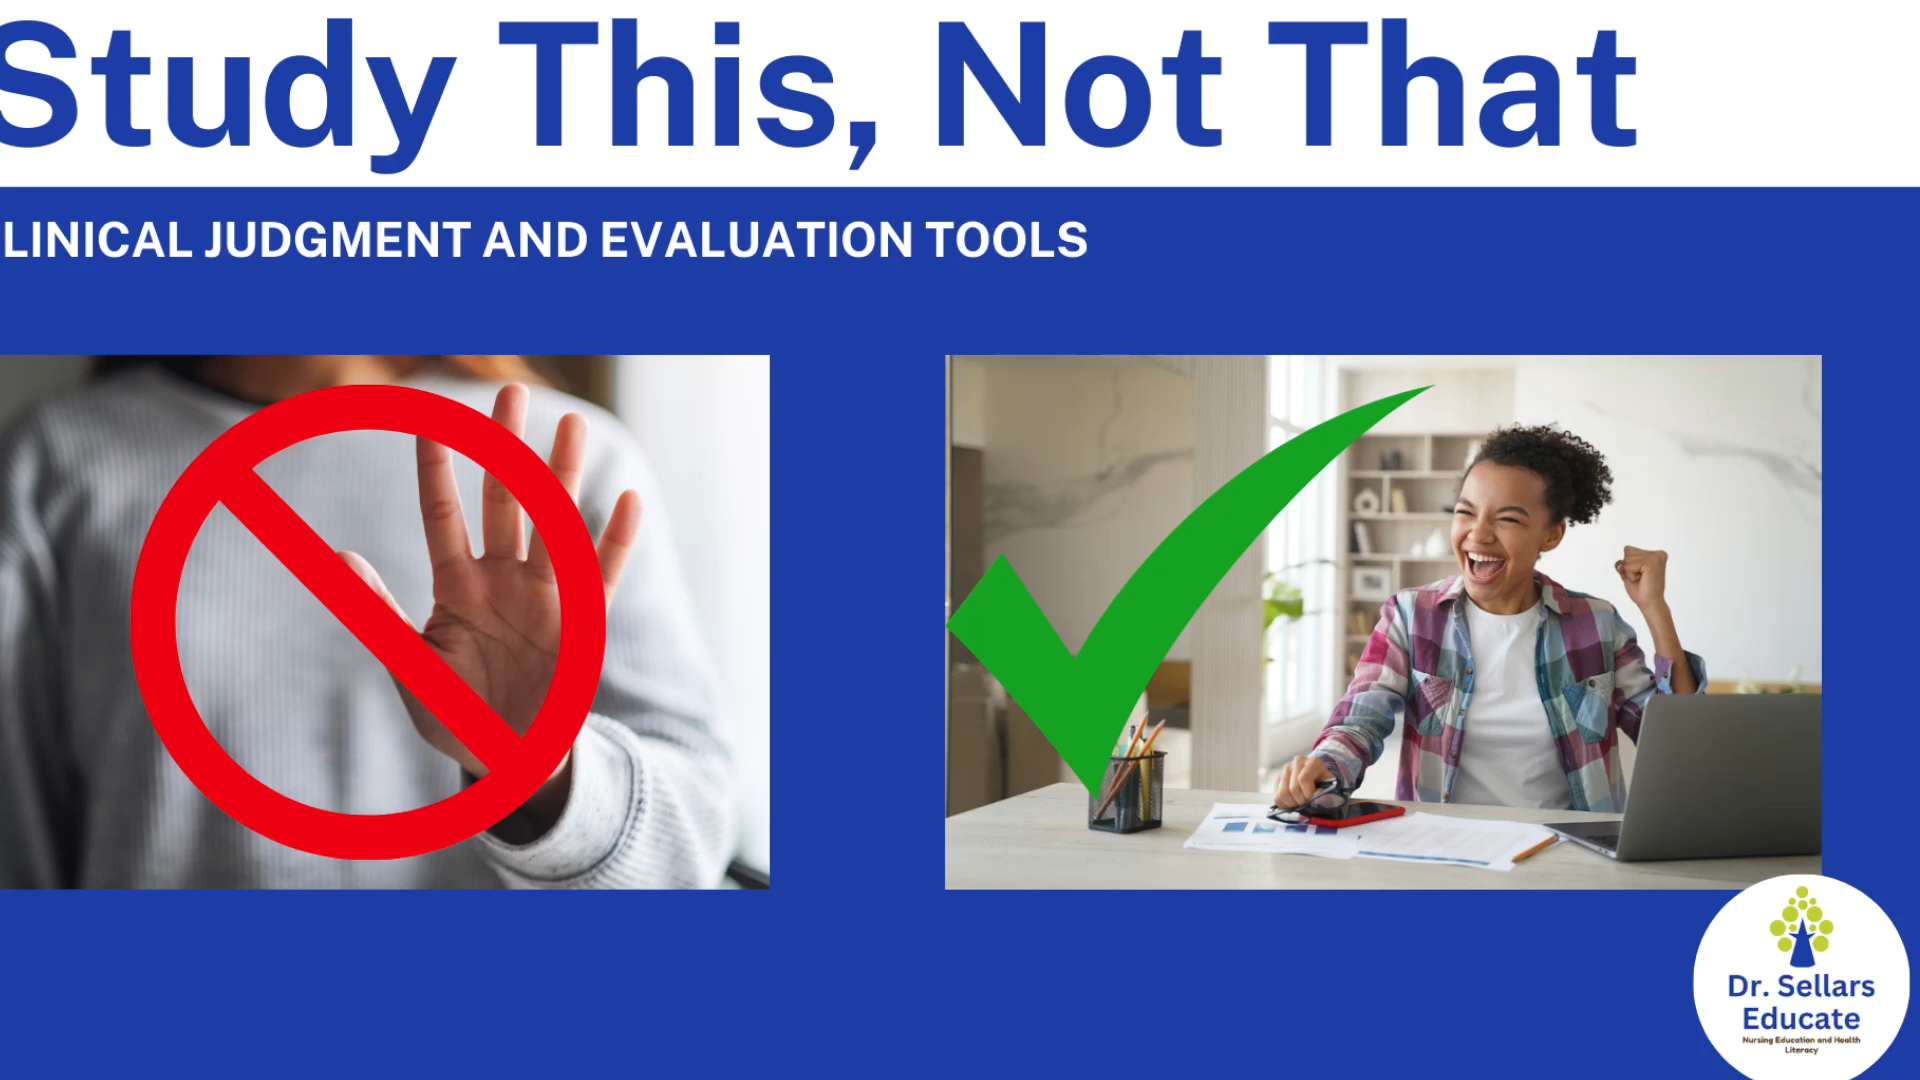 Study This, Not That
LINICAL JUDGMENT AND EVALUATION TOOLS
Dr. Sellars
Educate
Nursing Education and Health
Literacy